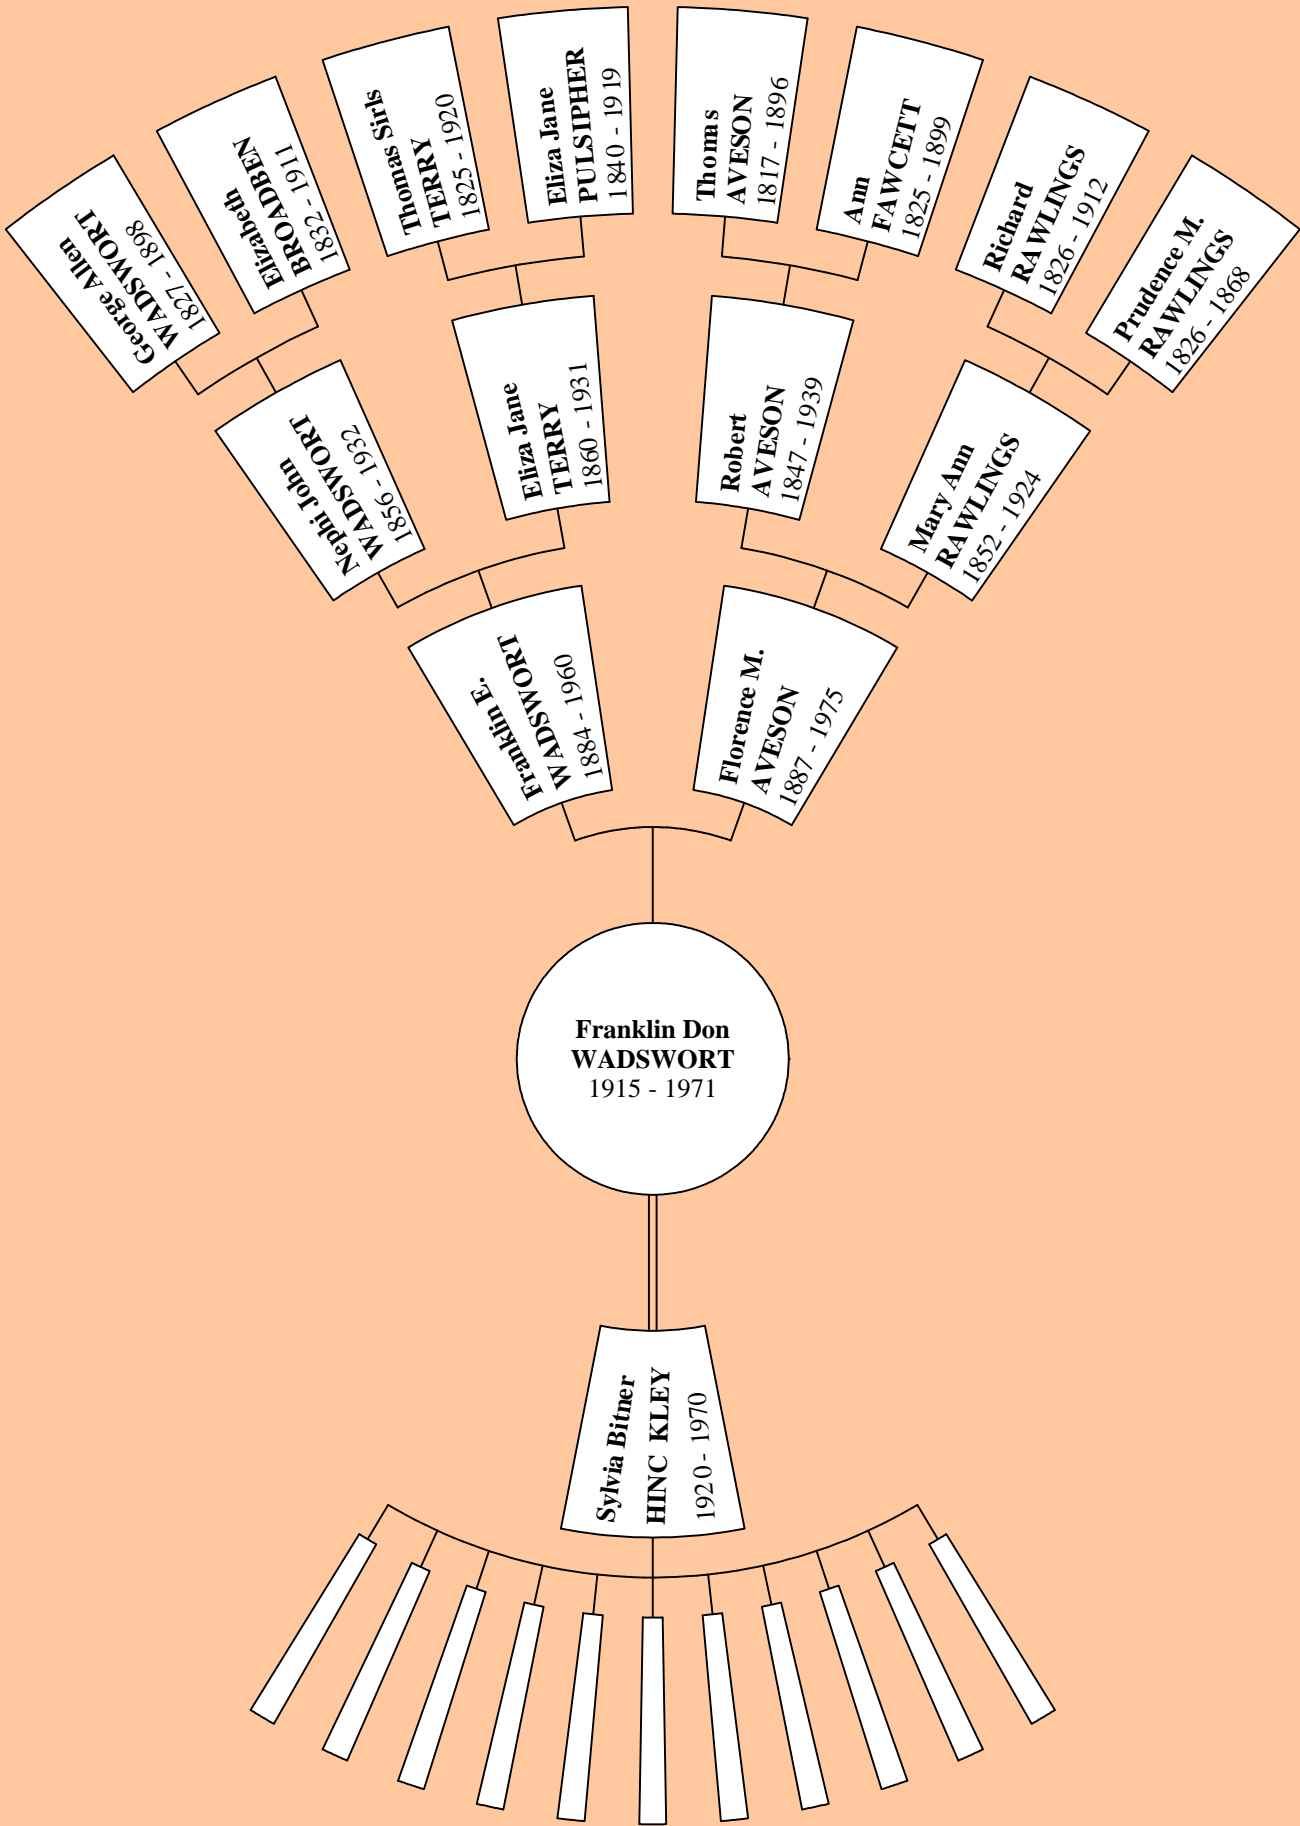 George Allen
WADSWORT
1827 - 1898
Elizabeth
BROADBEN
1832 - 1911
Thomas Sirls
TERRY
1825 - 1920
Eliza Jane
PULSIPHER
1840 - 1919
Thomas
AVESON
1817 - 1896
Ann
FAWCETT
1825 - 1899
Richard
RAWLINGS
1826 - 1912
Prudence M.
RAWLINGS
1826 - 1868
Nephi John
WADSWORT
1856 - 1932
Eliza Jane
TERRY
1860 - 1931
Robert
AVESON
1847 - 1939
Mary Ann
RAWLINGS
1852 - 1924
Franklin E.
WADSWORT
1884 - 1960
Florence M.
AVESON
1887 - 1975
Franklin Don
WADSWORT
1915 - 1971
Sylvia Bitner
HINC KLEY
1920 - 1970